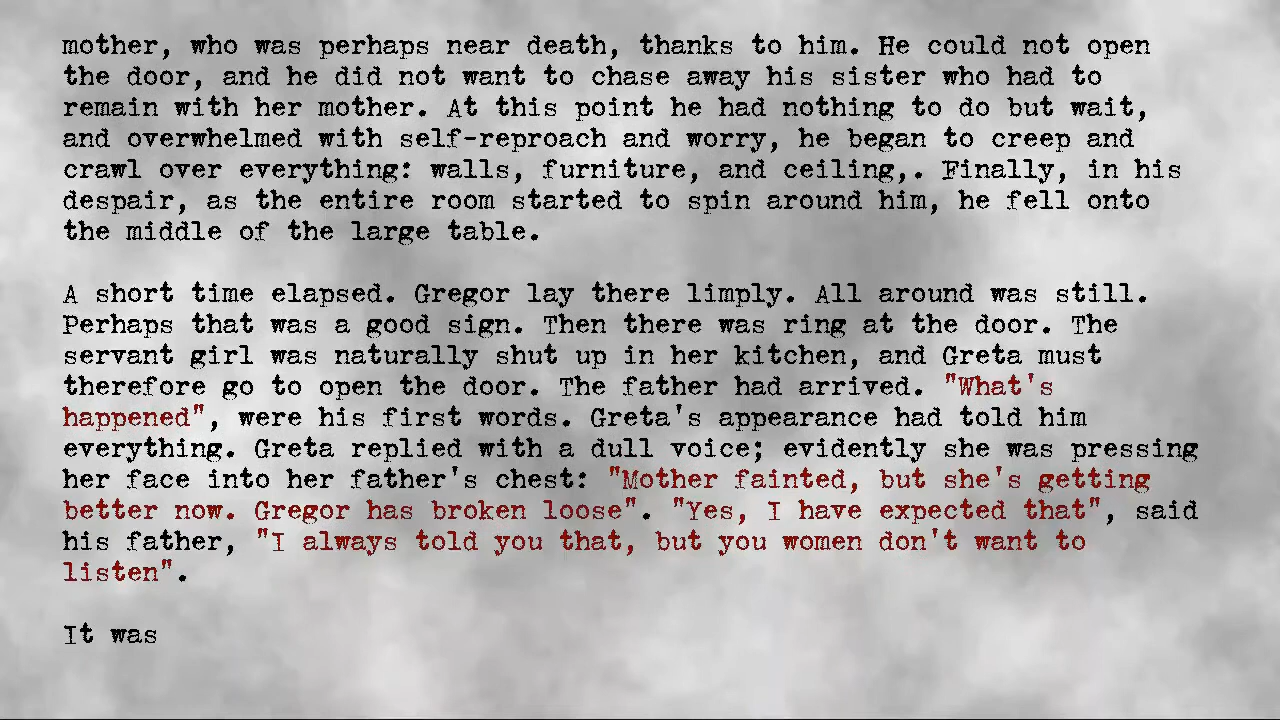 mother, who was perhaps near death, thanks to him. He could not open
the door, and he did not want to chase away his sister who had to
remain with her mother. At this point he had nothing to do but wait,
and overwhelmed with self-reproach and worry, he began to creep and
crawl over everything: walls, furniture, and ceiling,. Finally, in his
despair, as the entire room started to spin around him, he fell onto
the middle of the large table.
A short time elapsed. Gregor lay there limply. All around was still.
Perhaps that was a good sign. Then there was ring at the door. The
servant girl was naturally shut up in her kitchen, and Greta must
therefore go to open the door. The father had arrived. "What's
happened", were his first words. Greta's appearance had told him
everything. Greta replied with a dull voice; evidently she was pressing
her face into her father's chest: "Mother fainted, but she's getting
better now. Gregor has broken loose". "Yes, I have expected that", said
his father, "I always told you that, but you women don't want to
listen".
It was